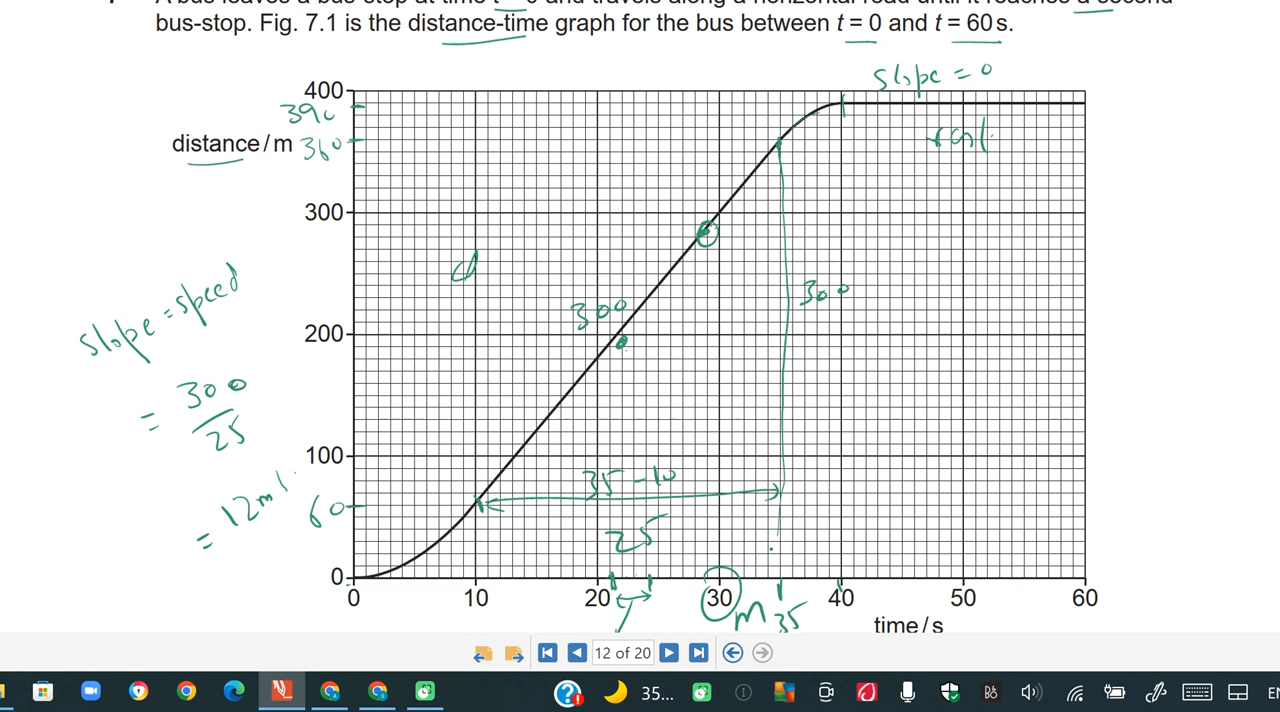 bus-stop. Fig. 7.1 is the distance-time graph for the bus between t = 0 and t = 60 s.
slope = 0
400
390
distance / m
360
rest
300
slope = speed
300
300
200
= 300
25
100
35 - 10
= 12 m/
60
25
0
0
10
20
30
40
50
60
m
35
time / s
12 of 20
35...